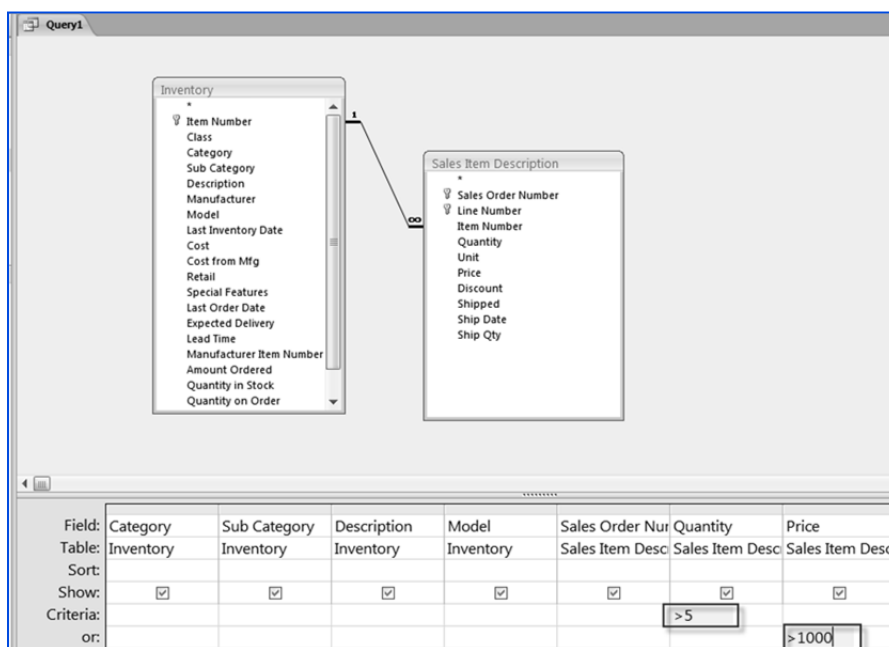 Query1
Inventory
*
Item Number
Class
Category
Sub Category
Description
Manufacturer
Model
Last Inventory Date
Cost
Cost from Mfg
Retail
Special Features
Last Order Date
Expected Delivery
Lead Time
Manufacturer Item Number
Amount Ordered
Quantity in Stock
Quantity on Order
1
∞
Sales Item Description
*
Sales Order Number
Line Number
Item Number
Quantity
Unit
Price
Discount
Shipped
Ship Date
Ship Qty
Field: Category Sub Category Description Model Sales Order Nur Quantity Price
Table: Inventory Inventory Inventory Inventory Sales Item Desc Sales Item Desc Sales Item Desc
Sort:
Show:
Criteria: >5
or: >1000